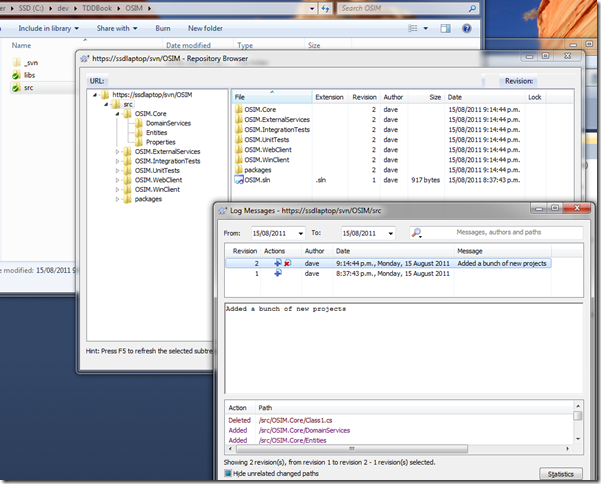 SSD (C:) ▸ dev ▸ TDDBook ▸ OSIM ▸
Search OSIM
Include in library ▾ Share with ▾ Burn New folder
_svn
libs
src
https://ssdlaptop/svn/OSIM - Repository Browser
URL: Revision:
https://ssdlaptop/svn/OSIM
src
OSIM.Core
DomainServices
Entities
Properties
OSIM.ExternalServices
OSIM.IntegrationTests
OSIM.UnitTests
OSIM.WebClient
OSIM.WinClient
packages
File Extension Revision Author Size Date Lock
OSIM.Core 2 dave 15/08/2011 9:14:44 p.m.
OSIM.ExternalServices 2 dave 15/08/2011 9:14:44 p.m.
OSIM.IntegrationTests 2 dave 15/08/2011 9:14:44 p.m.
OSIM.UnitTests 2 dave 15/08/2011 9:14:44 p.m.
OSIM.WebClient 2 dave 15/08/2011 9:14:44 p.m.
OSIM.WinClient 2 dave 15/08/2011 9:14:44 p.m.
packages 2 dave 15/08/2011 9:14:44 p.m.
OSIM.sln .sln 1 dave 917 bytes 15/08/2011 8:37:43 p.m.
modified: 15/08/2011
Hint: Press F5 to refresh the selected
Log Messages - https://ssdlaptop/svn/OSIM/src
From: 15/08/2011 To: 15/08/2011 Messages, authors and paths
Revision Actions Author Date Message
2 dave 9:14:44 p.m., Monday, 15 August 2011 Added a bunch of new projects
1 dave 8:37:43 p.m., Monday, 15 August 2011
Added a bunch of new projects
Action Path
Deleted /src/OSIM.Core/Class1.cs
Added /src/OSIM.Core/DomainServices
Added /src/OSIM.Core/Entities
Showing 2 revision(s), from revision 1 to revision 2 - 1 revision(s) selected.
Hide unrelated changed paths
Statistics